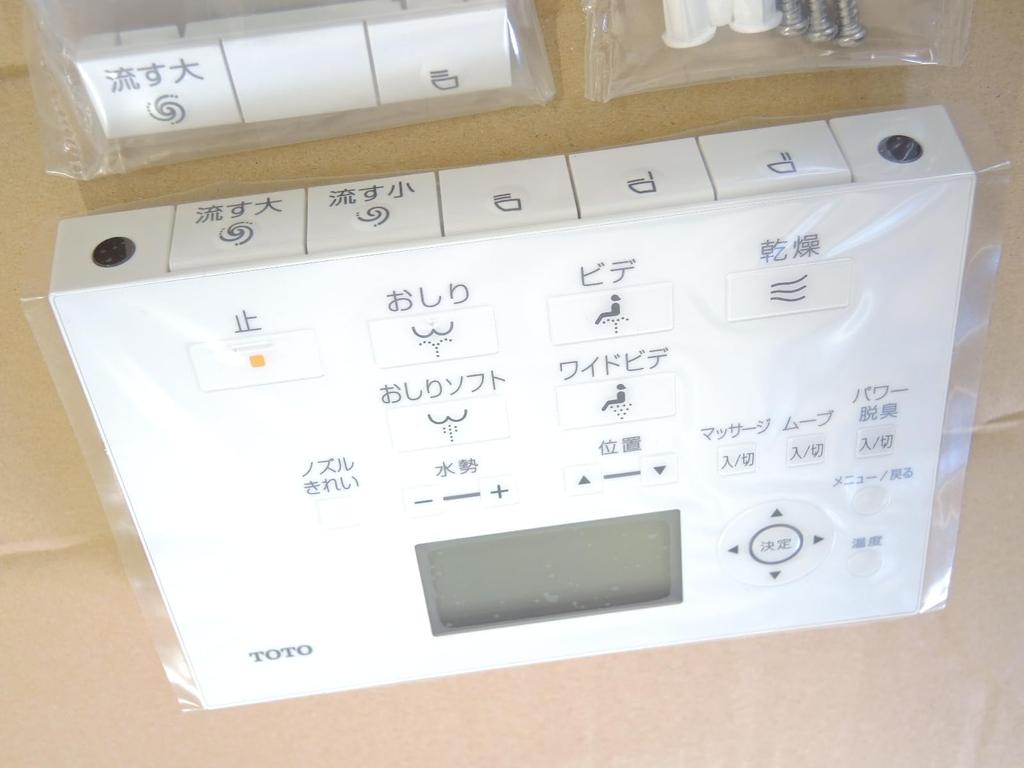 流す大
流す大
流す小
止
おしり
ビデ
乾燥
おしりソフト
ワイドビデ
ノズル
きれい
水勢
− +
位置
▲ ▼
マッサージ
入/切
ムーブ
入/切
パワー
脱臭
入/切
メニュー/戻る
決定
温度
TOTO